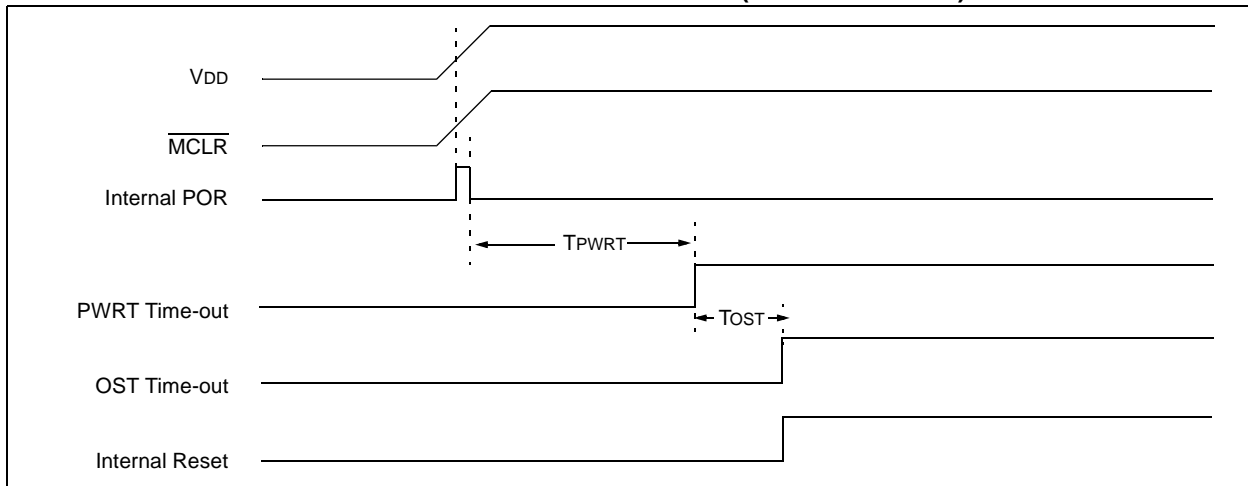 VDD
MCLR
Internal POR
TPWRT
PWRT Time-out
TOST
OST Time-out
Internal Reset